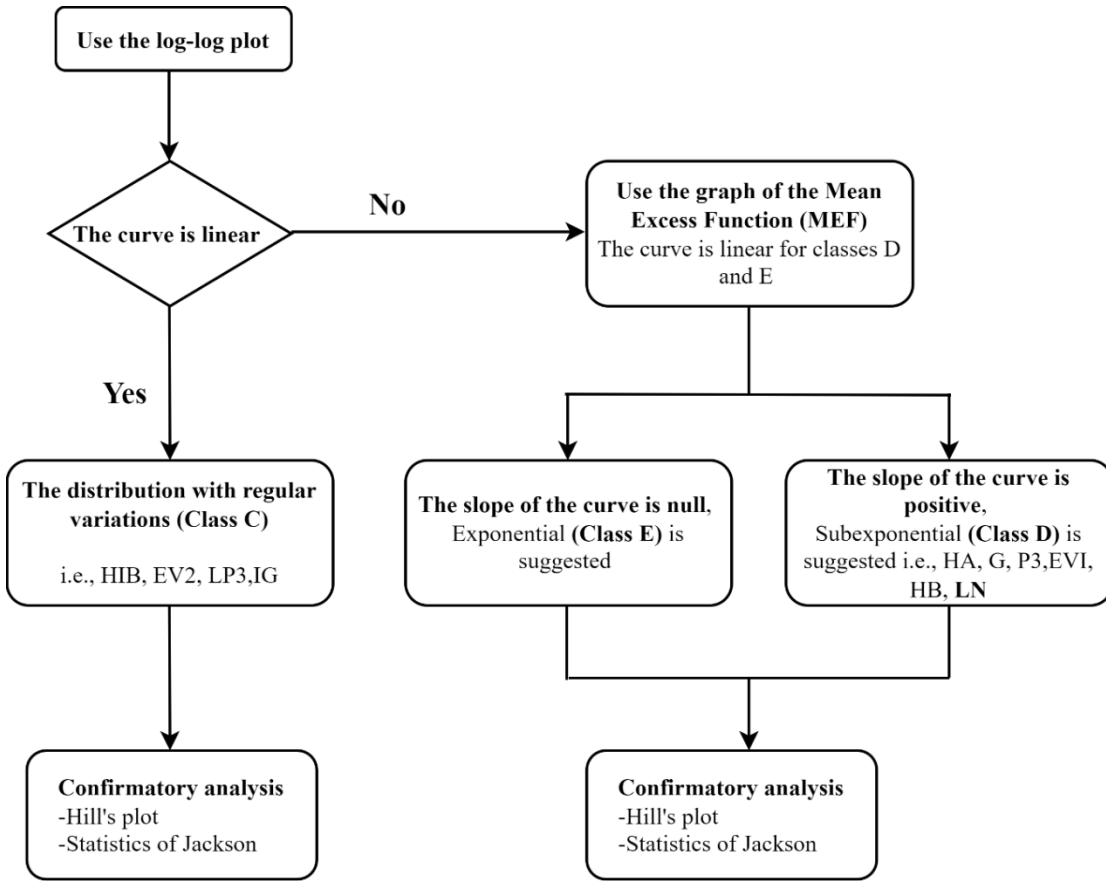 Use the log-log plot
The curve is linear
No
Use the graph of the Mean
Excess Function (MEF)
The curve is linear for classes D
and E
Yes
The distribution with regular
variations (Class C)
i.e., HIB, EV2, LP3,IG
The slope of the curve is null,
Exponential (Class E) is
suggested
The slope of the curve is
positive,
Subexponential (Class D) is
suggested i.e., HA, G, P3,EVI,
HB, LN
Confirmatory analysis
-Hill's plot
-Statistics of Jackson
Confirmatory analysis
-Hill's plot
-Statistics of Jackson